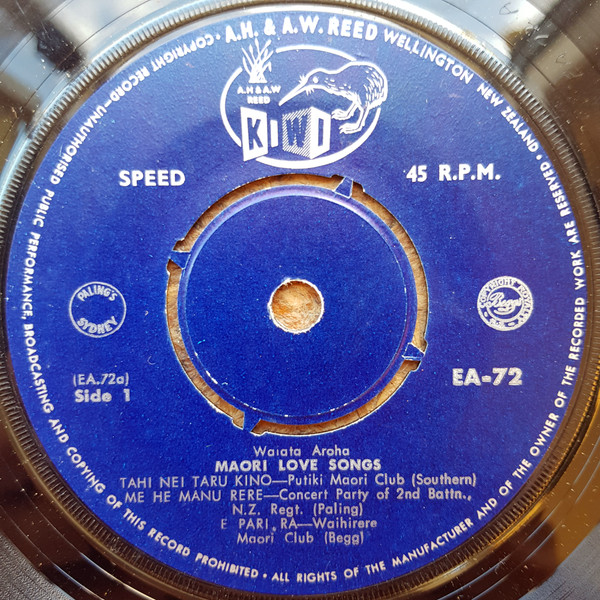 COPYRIGHT RECORD—UNAUTHORISED PUBLIC PERFORMANCE, BROADCASTING AND COPYING OF THIS RECORD PROHIBITED • ALL RIGHTS OF THE MANUFACTURER AND OF THE OWNER OF THE RECORDED WORK ARE RESERVED •
A.H. & A.W. REED WELLINGTON NEW ZEALAND
A.H & A.W
REED
KIWI
SPEED
45 R.P.M.
PALING'S
SYDNEY
COPYRIGHT ROYALTY
Beggs
(EA.72a)
Side 1
EA-72
Waiata Aroha
MAORI LOVE SONGS
TAHI NEI TARU KINO—Putiki Maori Club (Southern)
ME HE MANU RERE—Concert Party of 2nd Battn.,
N.Z. Regt. (Paling)
E PARI RA—Waihirere
Maori Club (Begg)